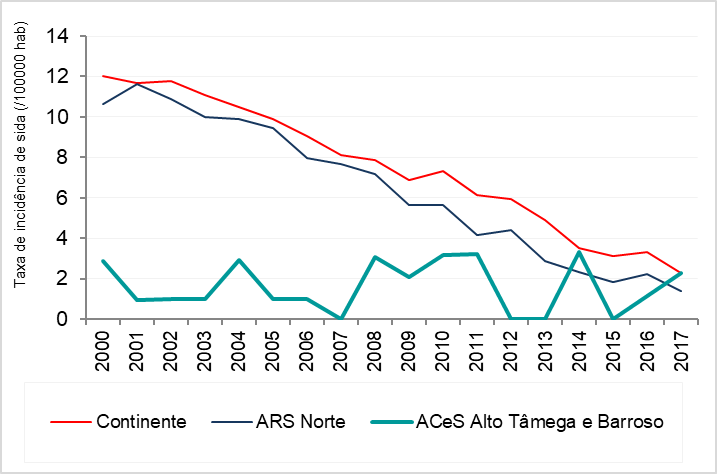 Taxa de incidência de sida (/100000 hab)
14
12
10
8
6
4
2
0
2000 2001 2002 2003 2004 2005 2006 2007 2008 2009 2010 2011 2012 2013 2014 2015 2016 2017
Continente ARS Norte ACeS Alto Tâmega e Barroso